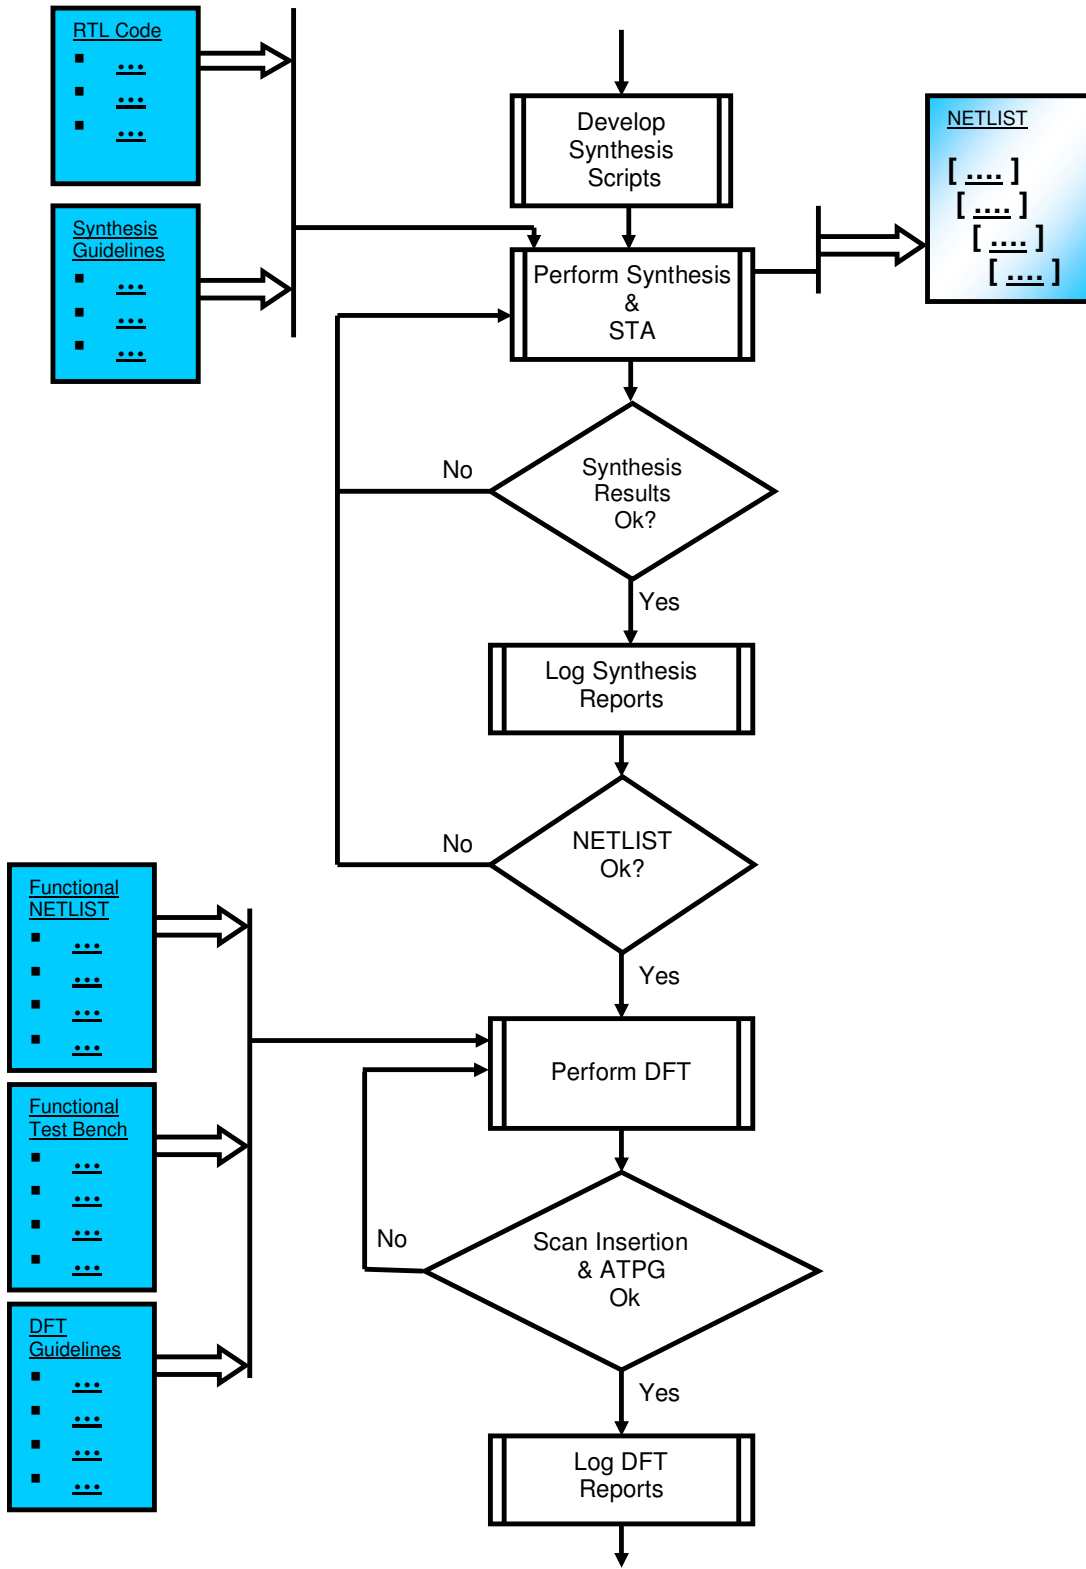 RTL Code
▪ ...
▪ ...
▪ ...
Synthesis
Guidelines
▪ ...
▪ ...
▪ ...
Develop
Synthesis
Scripts
Perform Synthesis
&
STA
NETLIST
[ .... ]
[ .... ]
[ .... ]
[ .... ]
Synthesis
Results
Ok?
No
Yes
Log Synthesis
Reports
NETLIST
Ok?
No
Yes
Functional
NETLIST
▪ ...
▪ ...
▪ ...
▪ ...
Functional
Test Bench
▪ ...
▪ ...
▪ ...
▪ ...
DFT
Guidelines
▪ ...
▪ ...
▪ ...
▪ ...
Perform DFT
Scan Insertion
& ATPG
Ok
No
Yes
Log DFT
Reports